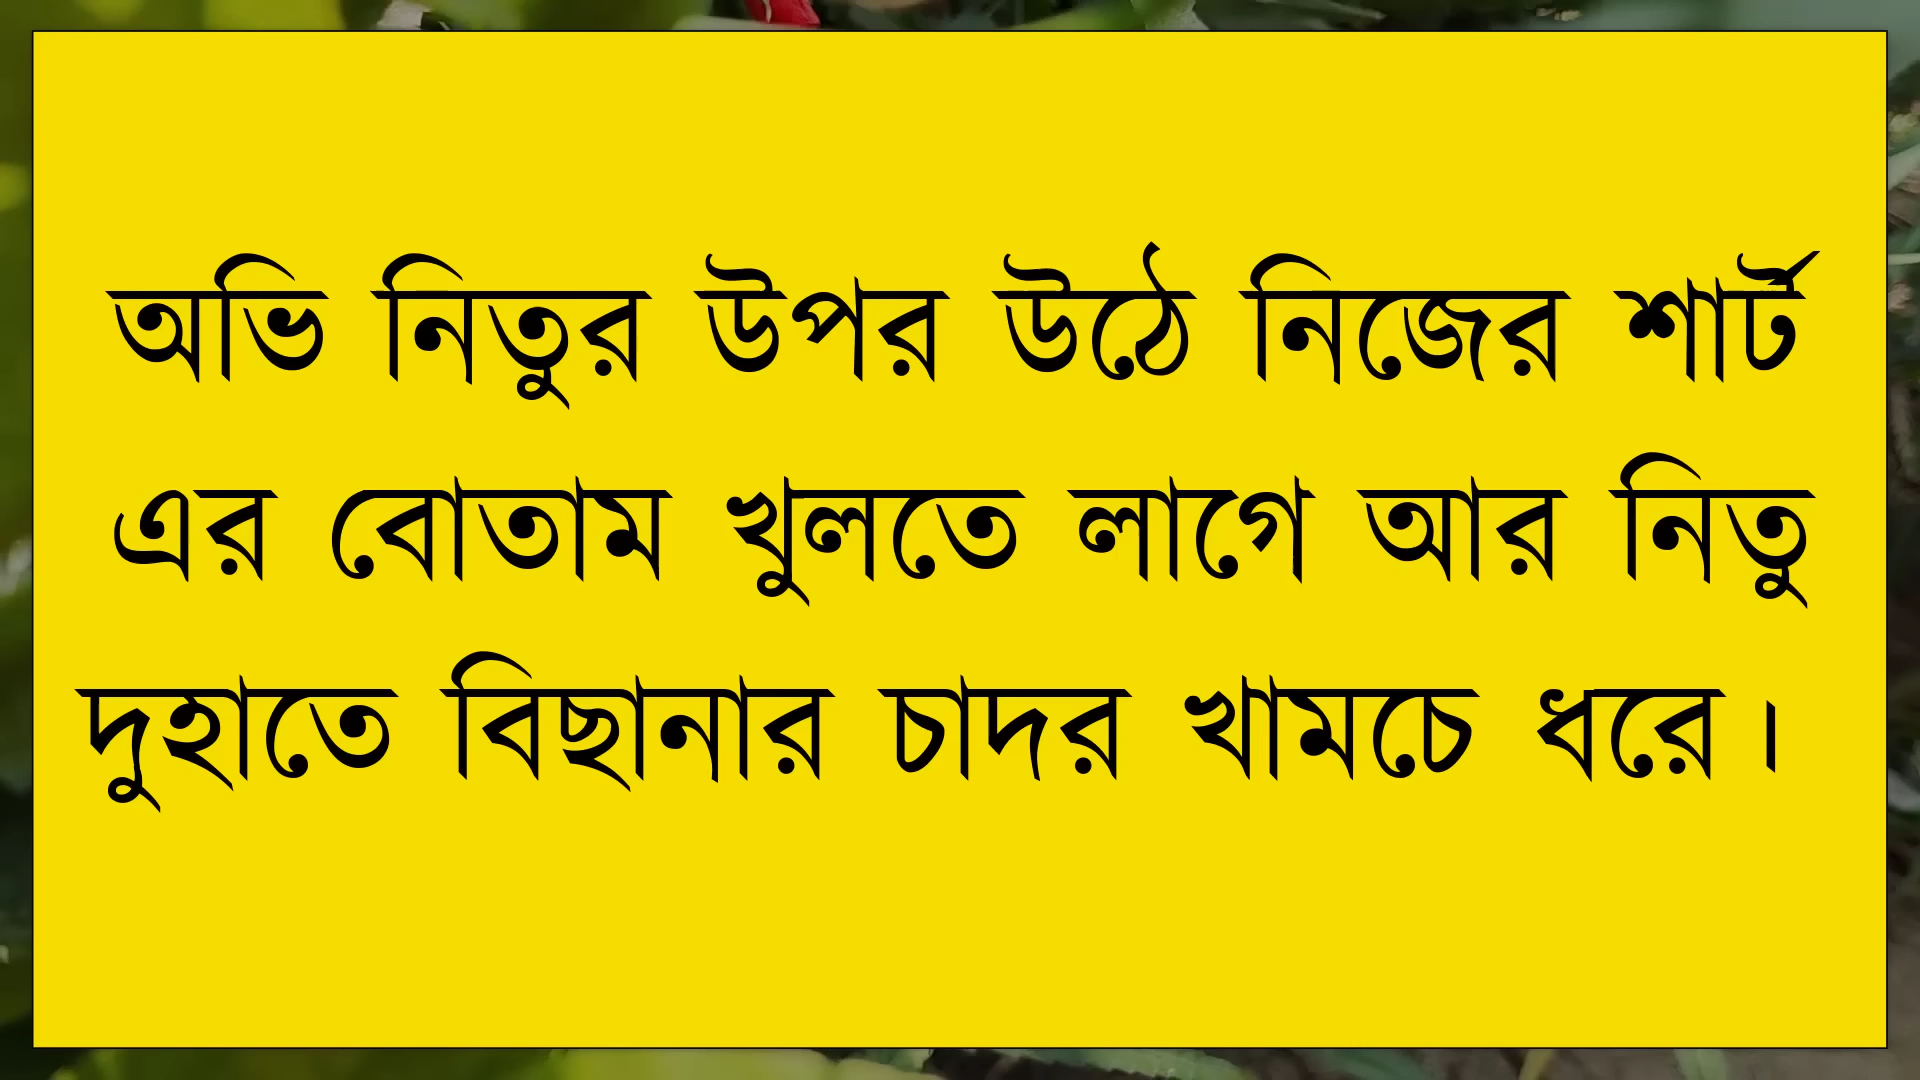 অভি নিতুর উপর উঠে নিজের শার্ট
এর বোতাম খুলতে লাগে আর নিতু
দুহাতে বিছানার চাদর খামচে ধরে।